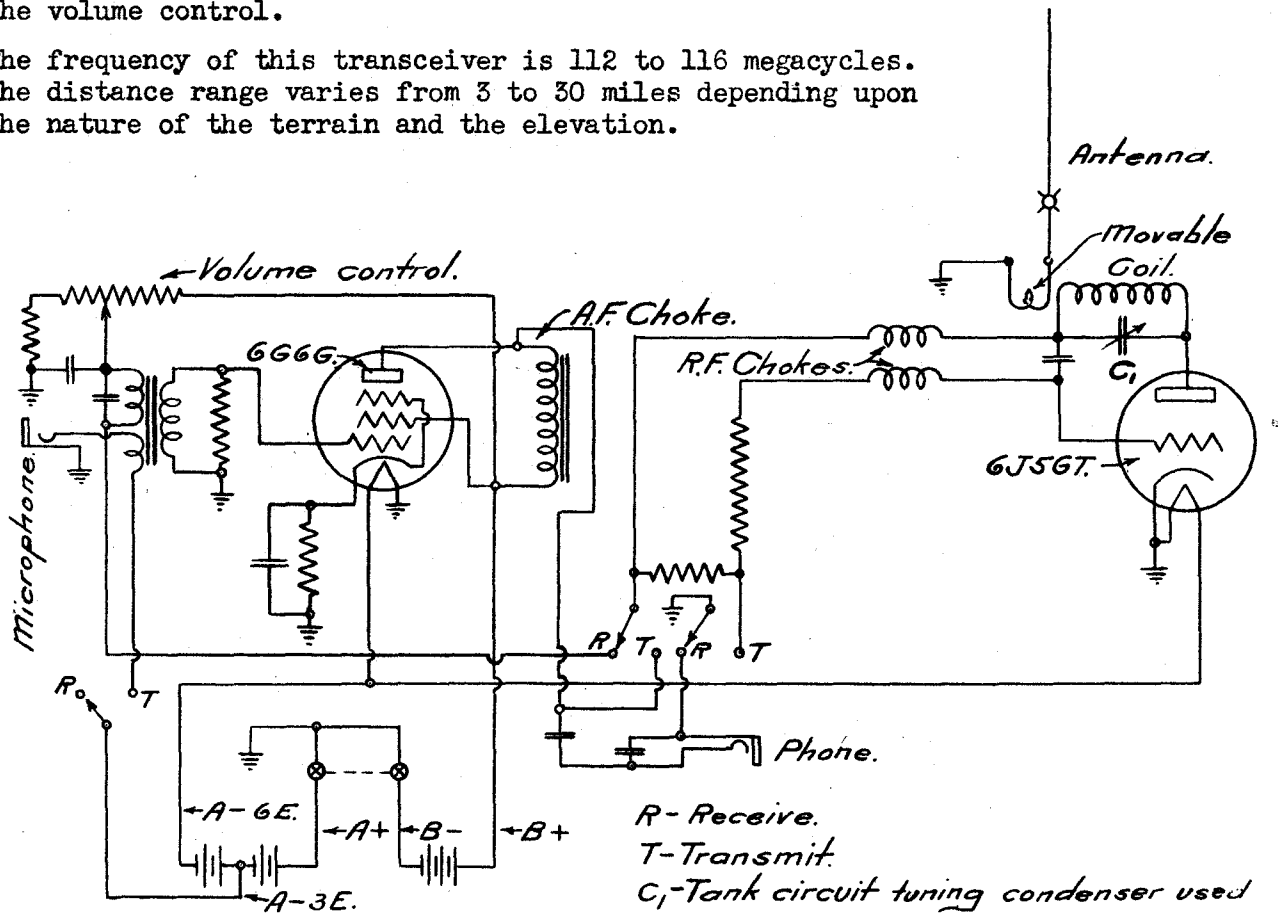 he volume control.
he frequency of this transceiver is 112 to 116 megacycles.
he distance range varies from 3 to 30 miles depending upon
he nature of the terrain and the elevation.
Antenna.
Movable
Coil.
Volume control.
A.F. Choke.
6G6G.
R.F. Chokes.
C₁
6J5GT.
Microphone.
R
T
R
T
R
T
Phone.
A-6E.
A+
B-
B+
A-3E.
R-Receive.
T-Transmit.
C₁-Tank circuit tuning condenser used